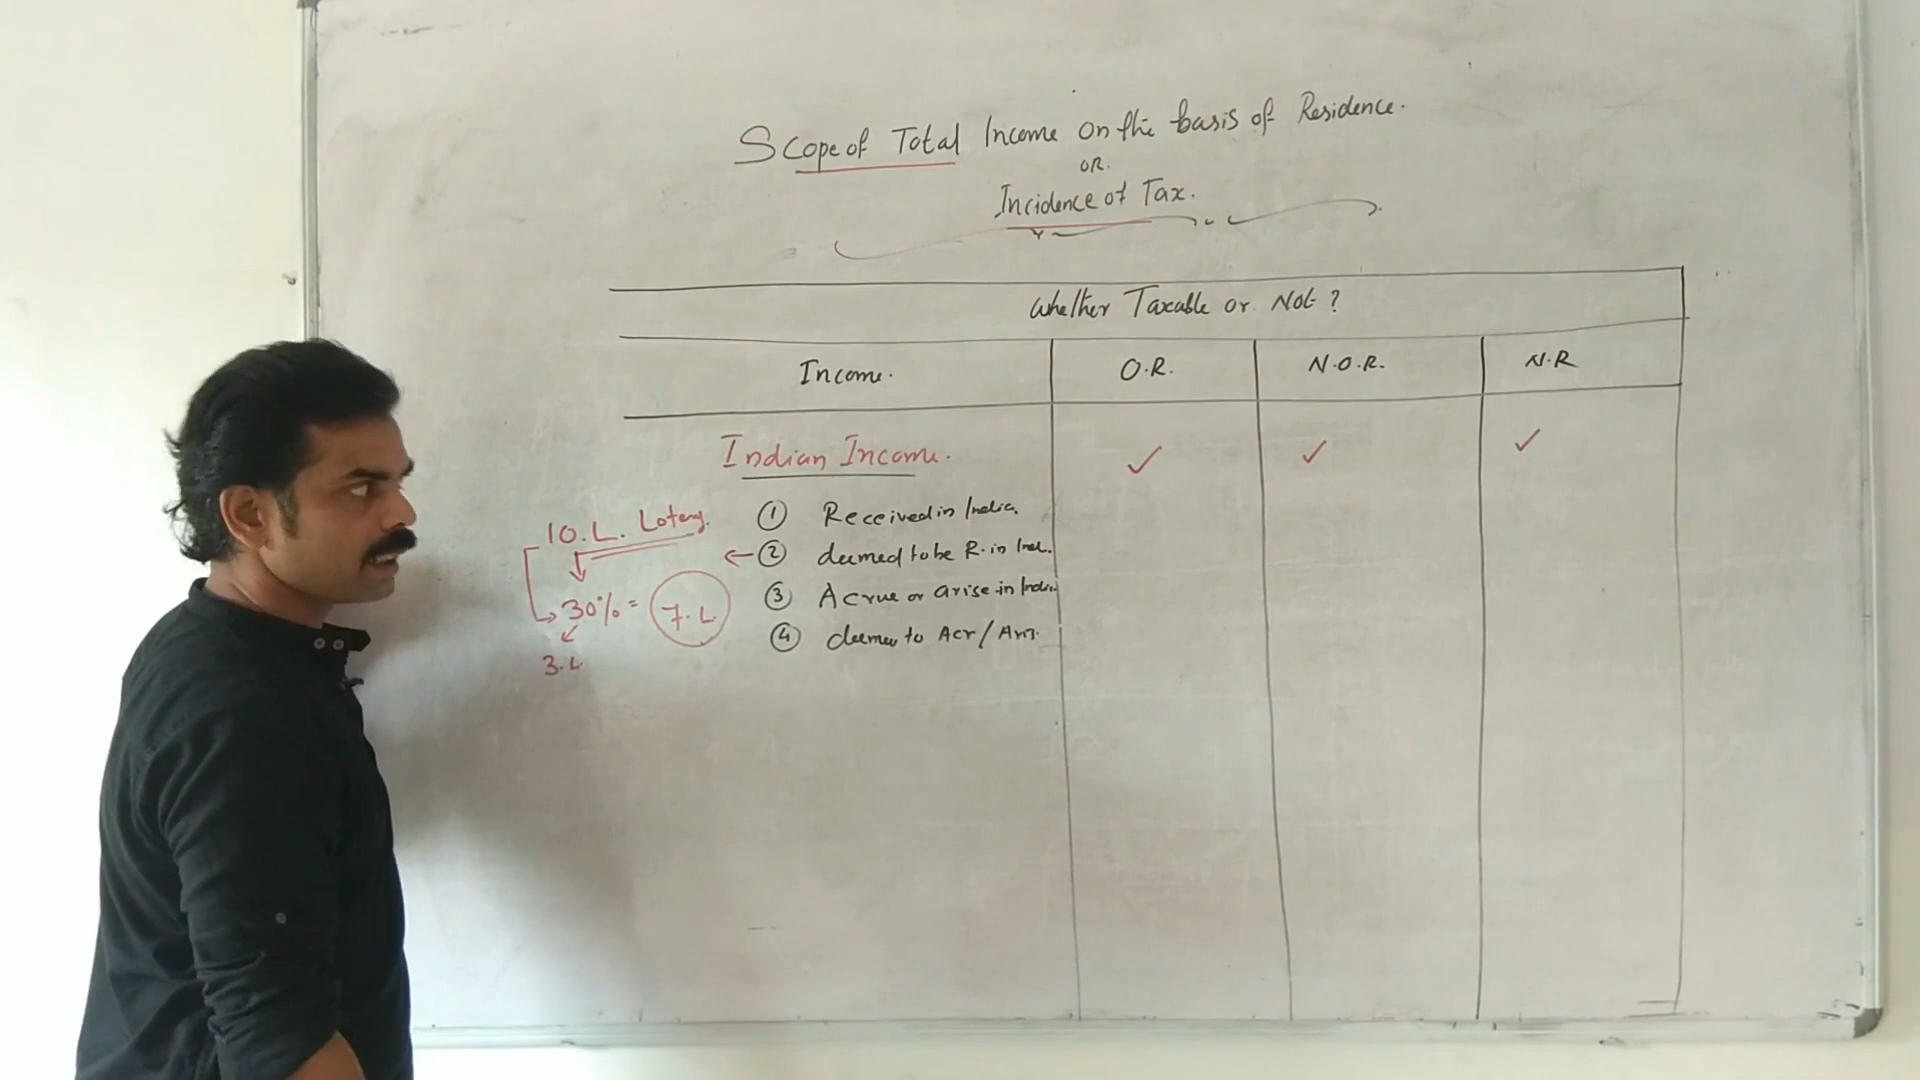 Scope of Total Income on the basis of Residence.
OR.
Incidence of Tax.
Whether Taxable or Not ?
Income. O.R. N.O.R. N.R
Indian Income. ✓ ✓ ✓
① Received in India.
② deemed to be R. in Ind.
③ Accrue or arise in India
④ deemed to Acr/Aris.
10.L. Lotery.
30% = 7.L
3.L